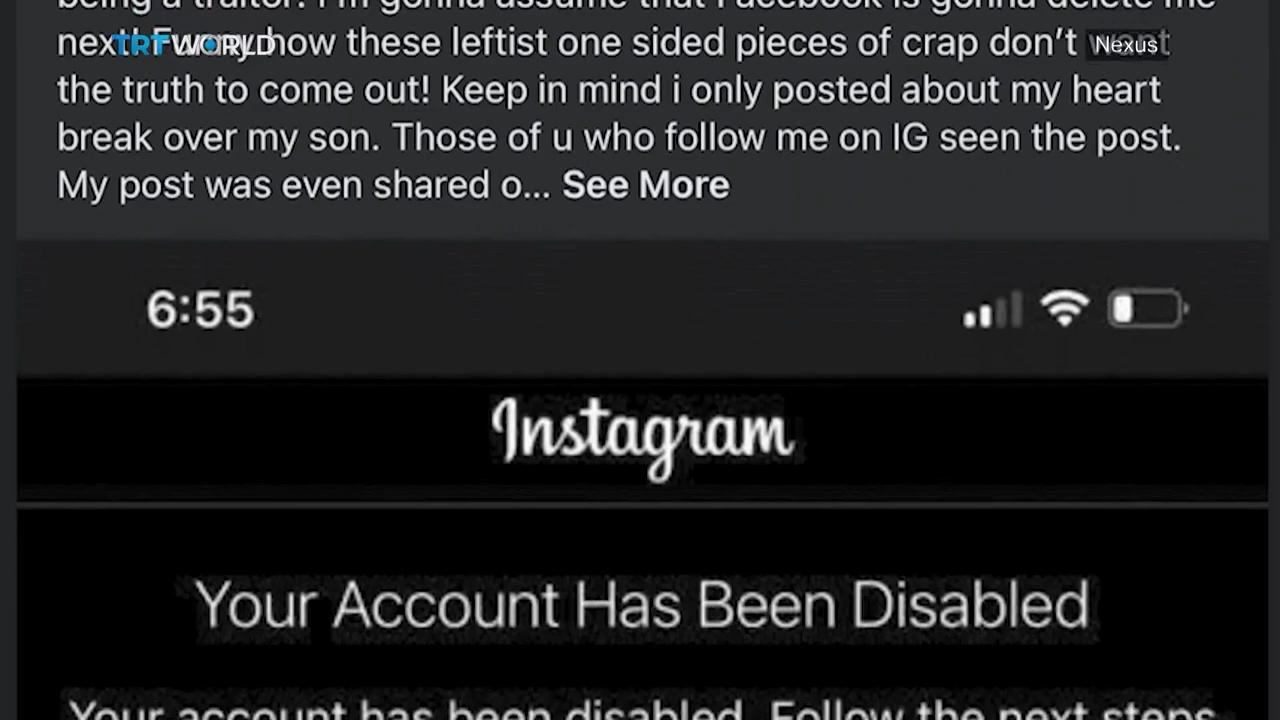 being a traitor! I'm gonna assume that Facebook is gonna delete me
next! Funny how these leftist one sided pieces of crap don't want
TRT WORLD
Nexus
the truth to come out! Keep in mind i only posted about my heart
break over my son. Those of u who follow me on IG seen the post.
My post was even shared o... See More
6:55
Instagram
Your Account Has Been Disabled
Your account has been disabled. Follow the next steps